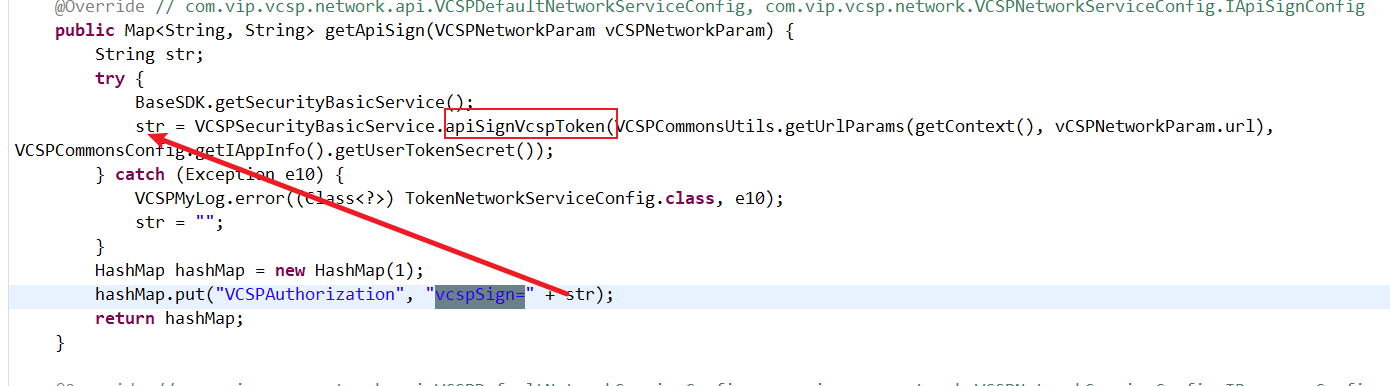 @Override // com.vip.vcsp.network.api.VCSPDefaultNetworkServiceConfig, com.vip.vcsp.network.VCSPNetworkServiceConfig.IApiSignConfig
public Map<String, String> getApiSign(VCSPNetworkParam vCSPNetworkParam) {
String str;
try {
BaseSDK.getSecurityBasicService();
str = VCSPSecurityBasicService.apiSignVcspToken(VCSPCommonsUtils.getUrlParams(getContext(), vCSPNetworkParam.url),
VCSPCommonsConfig.getIAppInfo().getUserTokenSecret());
} catch (Exception e10) {
VCSPMyLog.error((Class<?>) TokenNetworkServiceConfig.class, e10);
str = "";
}
HashMap hashMap = new HashMap(1);
hashMap.put("VCSPAuthorization", "vcspSign=" + str);
return hashMap;
}